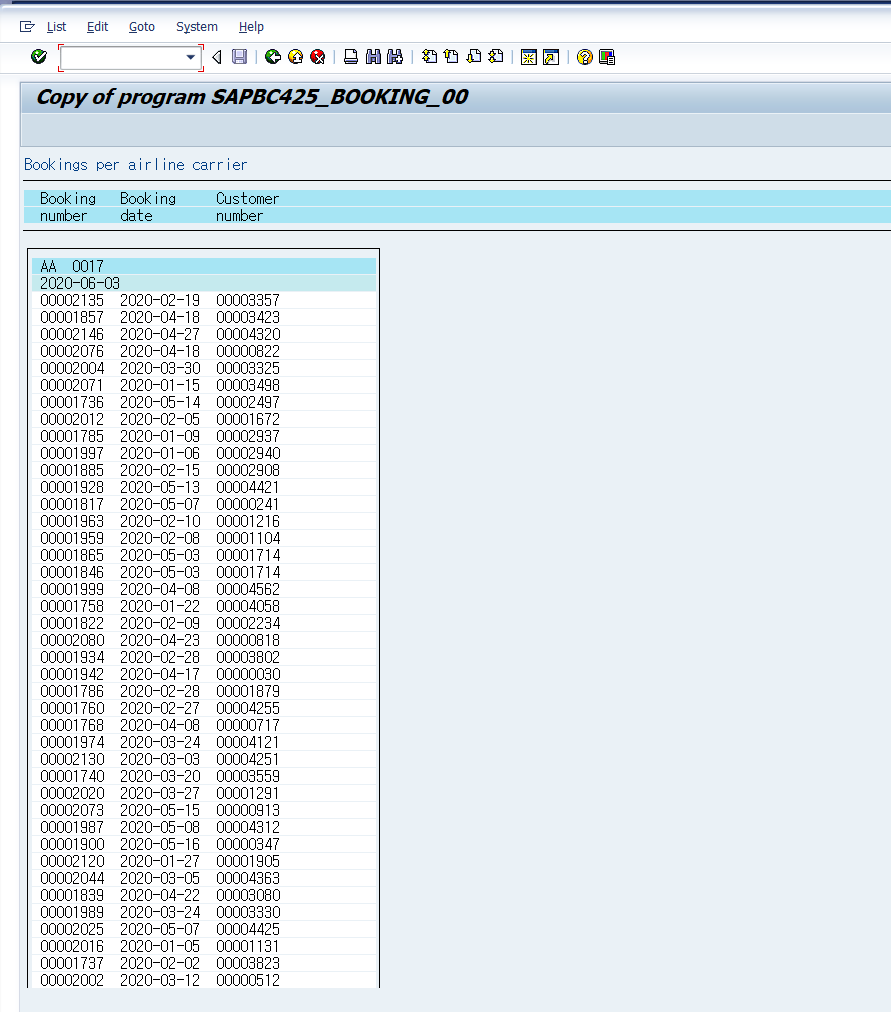 List Edit Goto System Help
Copy of program SAPBC425_BOOKING_00
Bookings per airline carrier
Booking Booking Customer
number date number
AA 0017
2020-06-03
00002135 2020-02-19 00003357
00001857 2020-04-18 00003423
00002146 2020-04-27 00004320
00002076 2020-04-18 00000822
00002004 2020-03-30 00003325
00002071 2020-01-15 00003498
00001736 2020-05-14 00002497
00002012 2020-02-05 00001672
00001785 2020-01-09 00002937
00001997 2020-01-06 00002940
00001885 2020-02-15 00002908
00001928 2020-05-13 00004421
00001817 2020-05-07 00000241
00001963 2020-02-10 00001216
00001959 2020-02-08 00001104
00001865 2020-05-03 00001714
00001846 2020-05-03 00001714
00001999 2020-04-08 00004562
00001758 2020-01-22 00004058
00001822 2020-02-09 00002234
00002080 2020-04-23 00000818
00001934 2020-02-28 00003802
00001942 2020-04-17 00000030
00001786 2020-02-28 00001879
00001760 2020-02-27 00004255
00001768 2020-04-08 00000717
00001974 2020-03-24 00004121
00002130 2020-03-03 00004251
00001740 2020-03-20 00003559
00002020 2020-03-27 00001291
00002073 2020-05-15 00000913
00001987 2020-05-08 00004312
00001900 2020-05-16 00000347
00002120 2020-01-27 00001905
00002044 2020-03-05 00004363
00001839 2020-04-22 00003080
00001989 2020-03-24 00003330
00002025 2020-05-07 00004425
00002016 2020-01-05 00001131
00001737 2020-02-02 00003823
00002002 2020-03-12 00000512